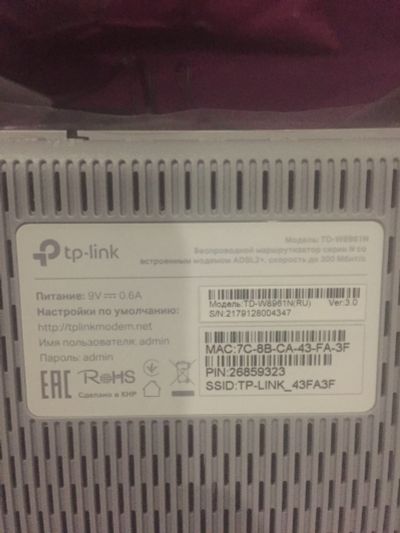 tp-link
Модель: TD-W8961N
Беспроводной маршрутизатор серии N со
встроенным модемом ADSL2+, скорость до 300 Мбит/с
Питание: 9V⎓0.6A
Настройки по умолчанию:
http://tplinkmodem.net
Имя пользователя: admin
Пароль: admin
EAC
RoHS
Сделано в КНР
Модель: TD-W8961N(RU) Ver: 3.0
S/N: 2179128004347
MAC:7C-8B-CA-43-FA-3F
PIN:26859323
SSID:TP-LINK_43FA3F